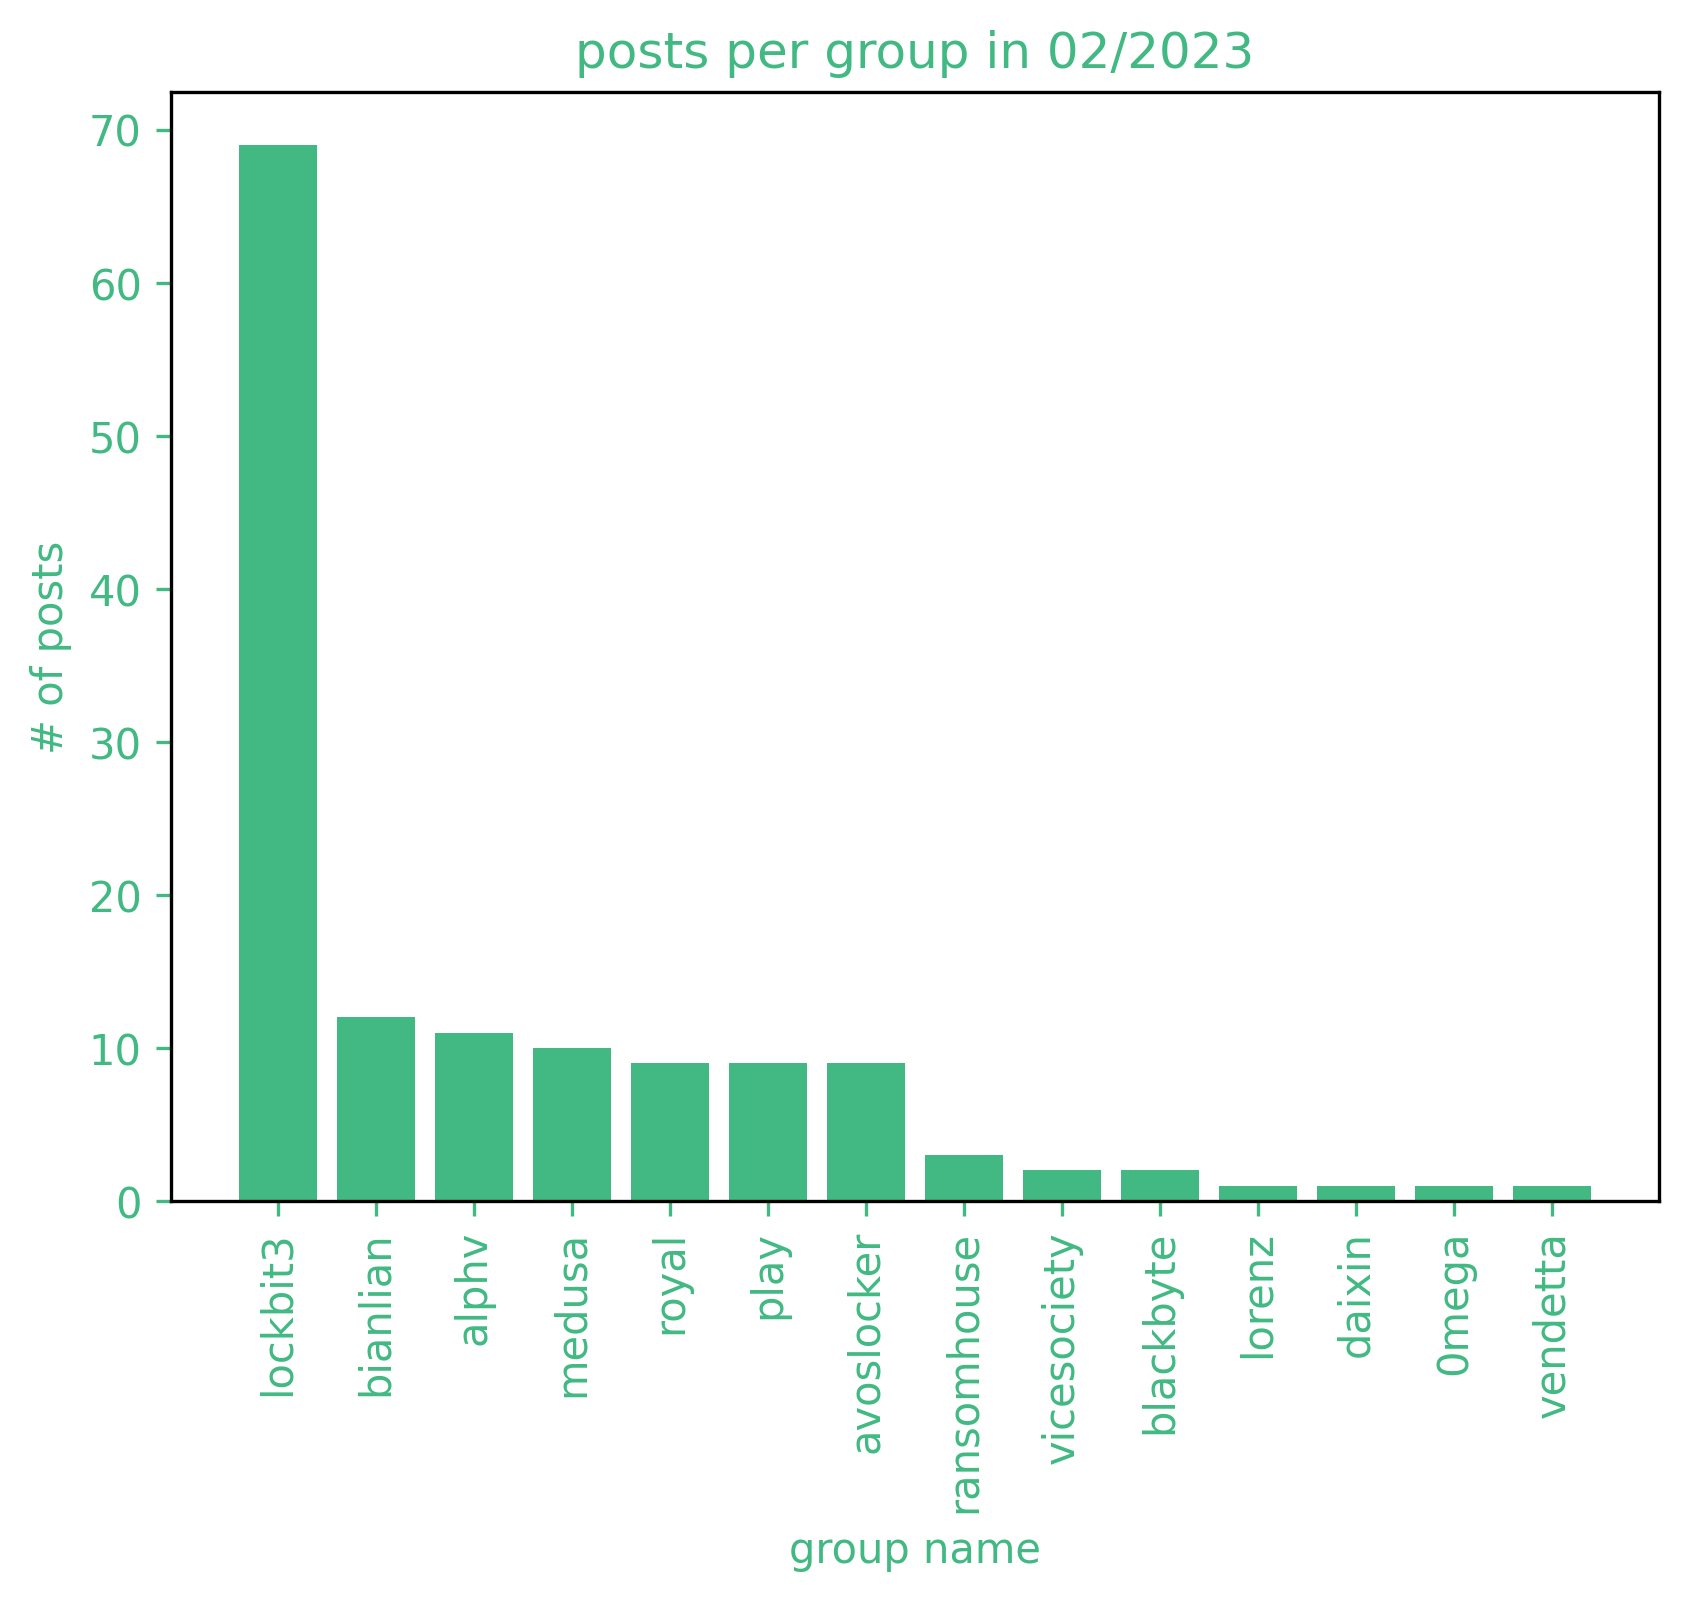 posts per group in 02/2023
70
60
50
40
30
20
10
0
# of posts
lockbit3
bianlian
alphv
medusa
royal
play
avoslocker
ransomhouse
vicesociety
blackbyte
lorenz
daixin
0mega
vendetta
group name